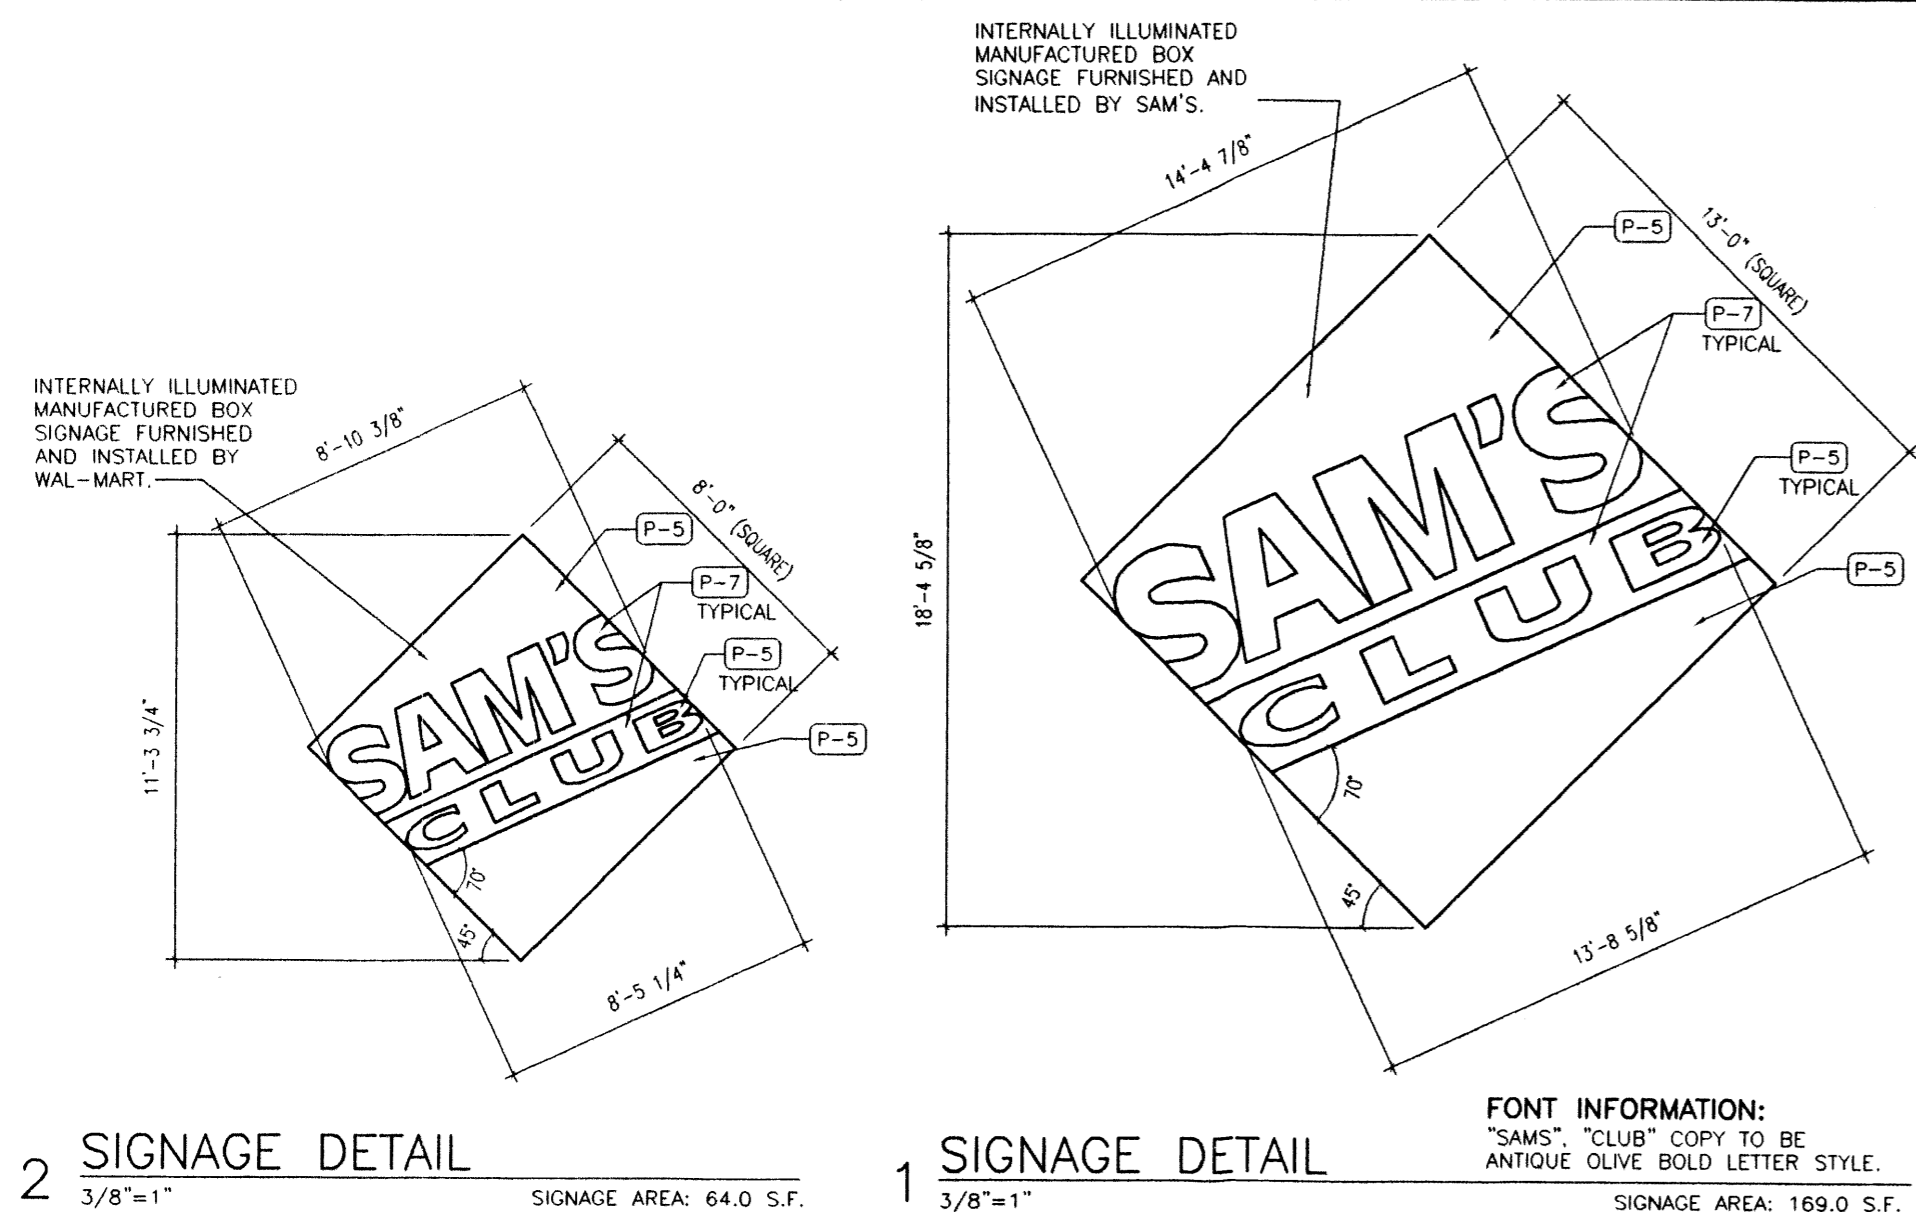 INTERNALLY ILLUMINATED
MANUFACTURED BOX
SIGNAGE FURNISHED
AND INSTALLED BY
WAL-MART.
8'-10 3/8"
8'-0" (SQUARE)
P-5
P-7
TYPICAL
P-5
TYPICAL
P-5
11'-3 3/4"
SAM'S
CLUB
70°
45°
8'-5 1/4"
2
SIGNAGE DETAIL
3/8"=1"
SIGNAGE AREA: 64.0 S.F.
INTERNALLY ILLUMINATED
MANUFACTURED BOX
SIGNAGE FURNISHED AND
INSTALLED BY SAM'S.
14'-4 7/8"
13'-0" (SQUARE)
P-5
P-7
TYPICAL
P-5
TYPICAL
P-5
18'-4 5/8"
SAM'S
CLUB
70°
45°
13'-8 5/8"
FONT INFORMATION:
"SAMS", "CLUB" COPY TO BE
ANTIQUE OLIVE BOLD LETTER STYLE.
1
SIGNAGE DETAIL
3/8"=1"
SIGNAGE AREA: 169.0 S.F.